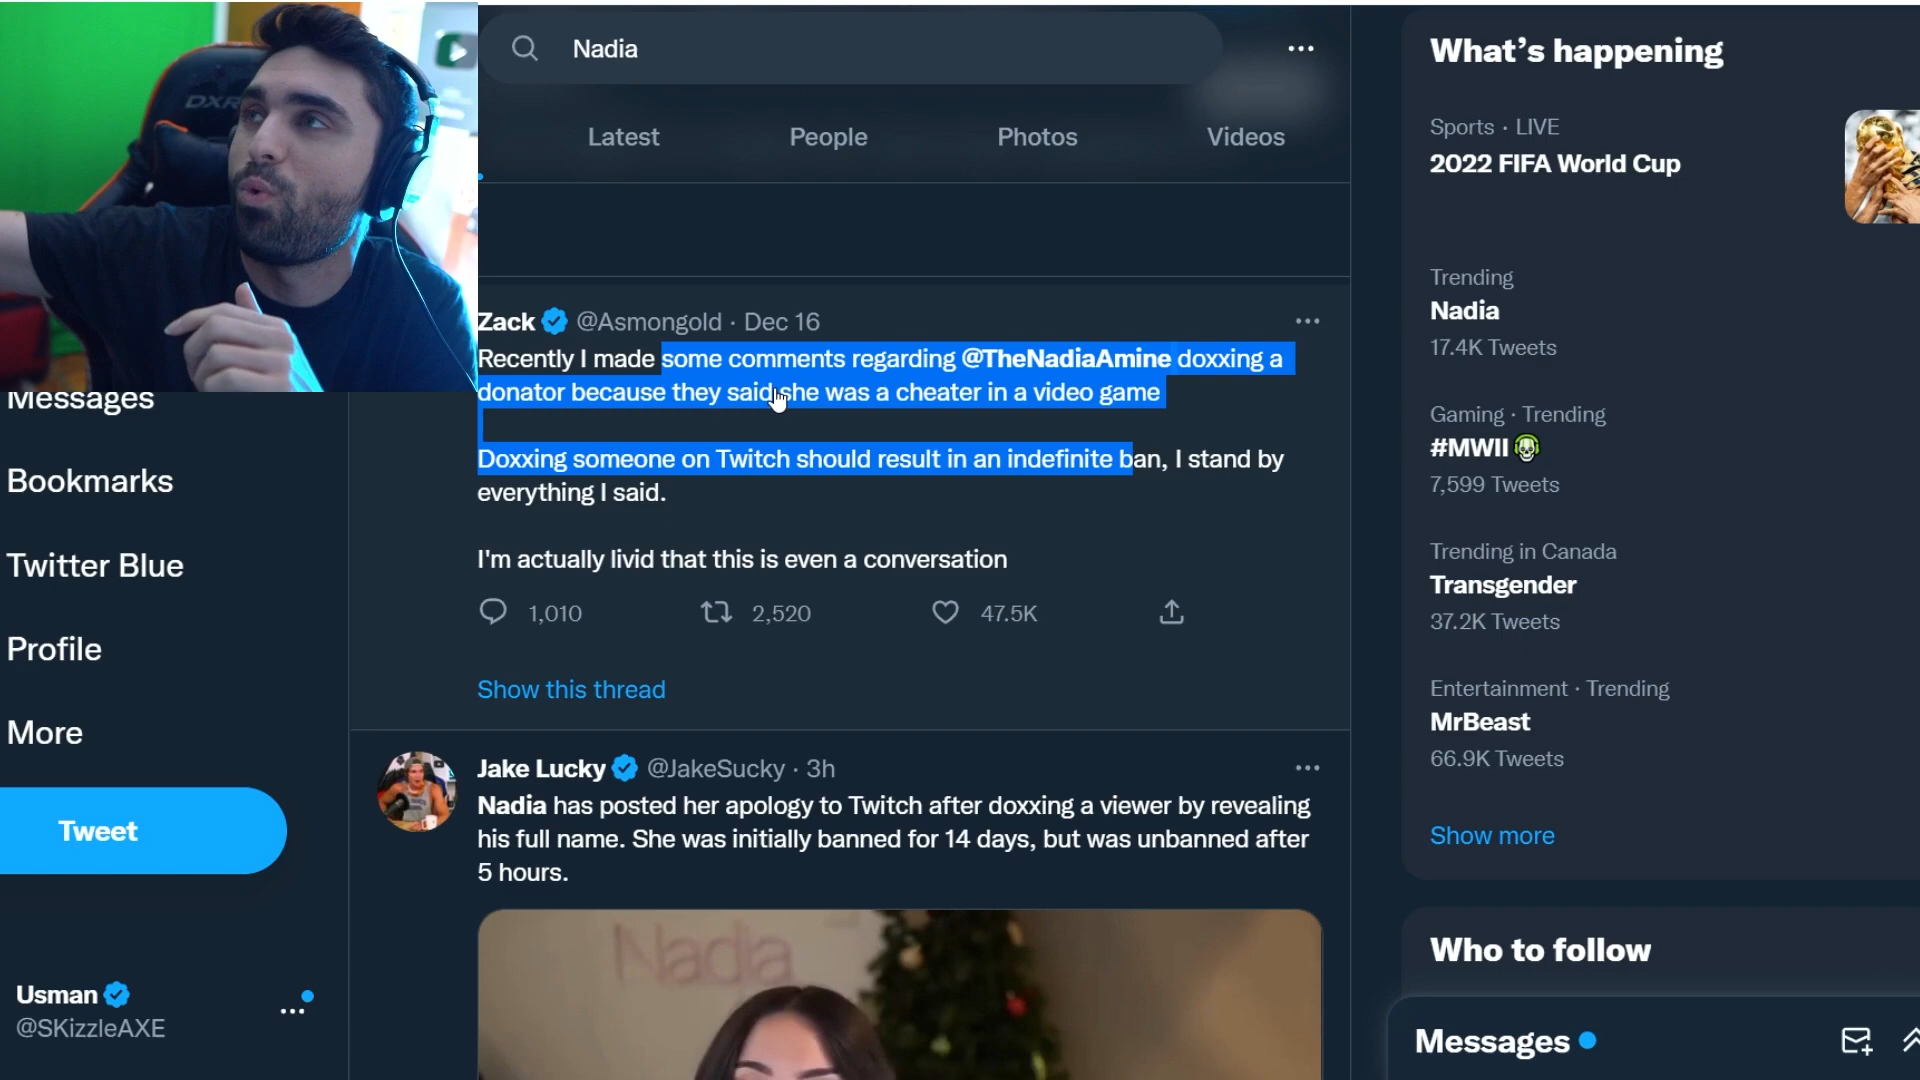 DXR
Nadia
Latest
People
Photos
Videos
Zack @Asmongold · Dec 16
Recently I made some comments regarding @TheNadiaAmine doxxing a
donator because they said she was a cheater in a video game
Doxxing someone on Twitch should result in an indefinite ban, I stand by
everything I said.
I'm actually livid that this is even a conversation
1,010
2,520
47.5K
Show this thread
Jake Lucky @JakeSucky · 3h
Nadia has posted her apology to Twitch after doxxing a viewer by revealing
his full name. She was initially banned for 14 days, but was unbanned after
5 hours.
Nadia
Messages
Bookmarks
Twitter Blue
Profile
More
Tweet
Usman
@SKizzleAXE
What's happening
Sports · LIVE
2022 FIFA World Cup
Trending
Nadia
17.4K Tweets
Gaming · Trending
#MWII
7,599 Tweets
Trending in Canada
Transgender
37.2K Tweets
Entertainment · Trending
MrBeast
66.9K Tweets
Show more
Who to follow
Messages